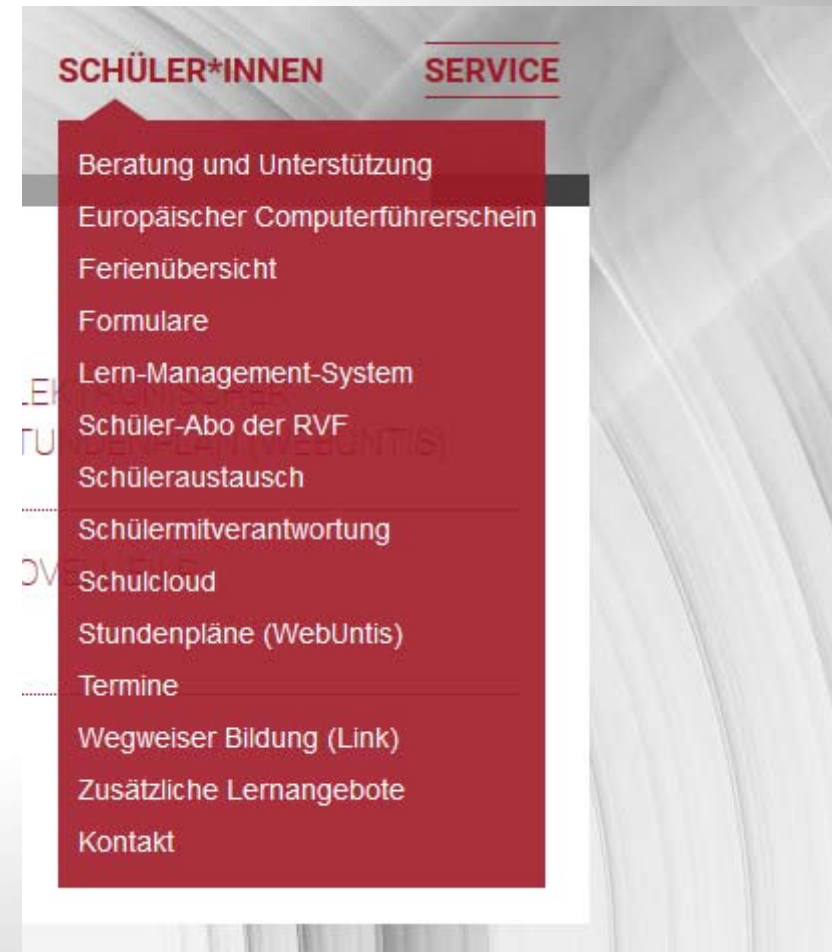 SCHÜLER*INNEN SERVICE
Beratung und Unterstützung
Europäischer Computerführerschein
Ferienübersicht
Formulare
Lern-Management-System
Schüler-Abo der RVF
Schüleraustausch
Schülermitverantwortung
Schulcloud
Stundenpläne (WebUntis)
Termine
Wegweiser Bildung (Link)
Zusätzliche Lernangebote
Kontakt